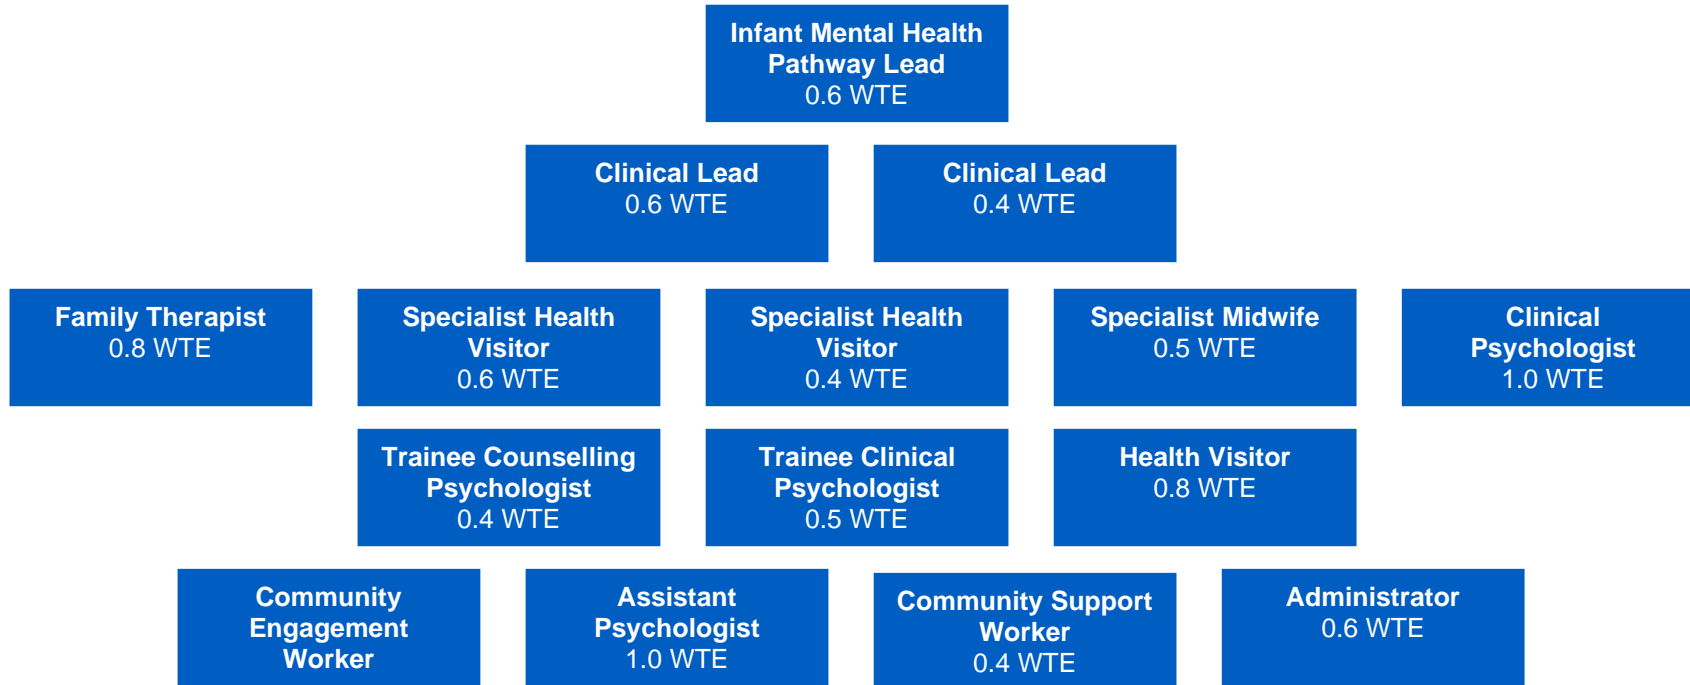 Infant Mental Health
Pathway Lead
0.6 WTE
Clinical Lead
0.6 WTE
Clinical Lead
0.4 WTE
Family Therapist
0.8 WTE
Specialist Health
Visitor
0.6 WTE
Specialist Health
Visitor
0.4 WTE
Specialist Midwife
0.5 WTE
Clinical
Psychologist
1.0 WTE
Trainee Counselling
Psychologist
0.4 WTE
Trainee Clinical
Psychologist
0.5 WTE
Health Visitor
0.8 WTE
Community
Engagement
Worker
Assistant
Psychologist
1.0 WTE
Community Support
Worker
0.4 WTE
Administrator
0.6 WTE